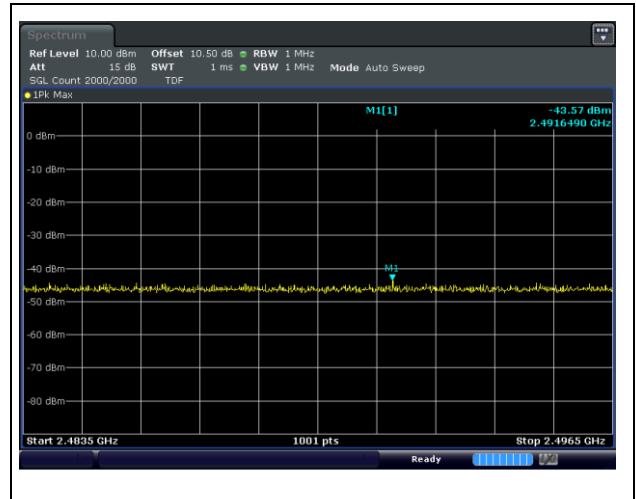 Spectrum
Ref Level 10.00 dBm Offset 10.50 dB RBW 1 MHz
Att 15 dB SWT 1 ms VBW 1 MHz Mode Auto Sweep
SGL Count 2000/2000 TDF
1Pk Max
M1[1] -43.57 dBm
2.4916490 GHz
0 dBm
-10 dBm
-20 dBm
-30 dBm
-40 dBm
M1
-50 dBm
-60 dBm
-70 dBm
-80 dBm
Start 2.4835 GHz 1001 pts Stop 2.4965 GHz
Ready